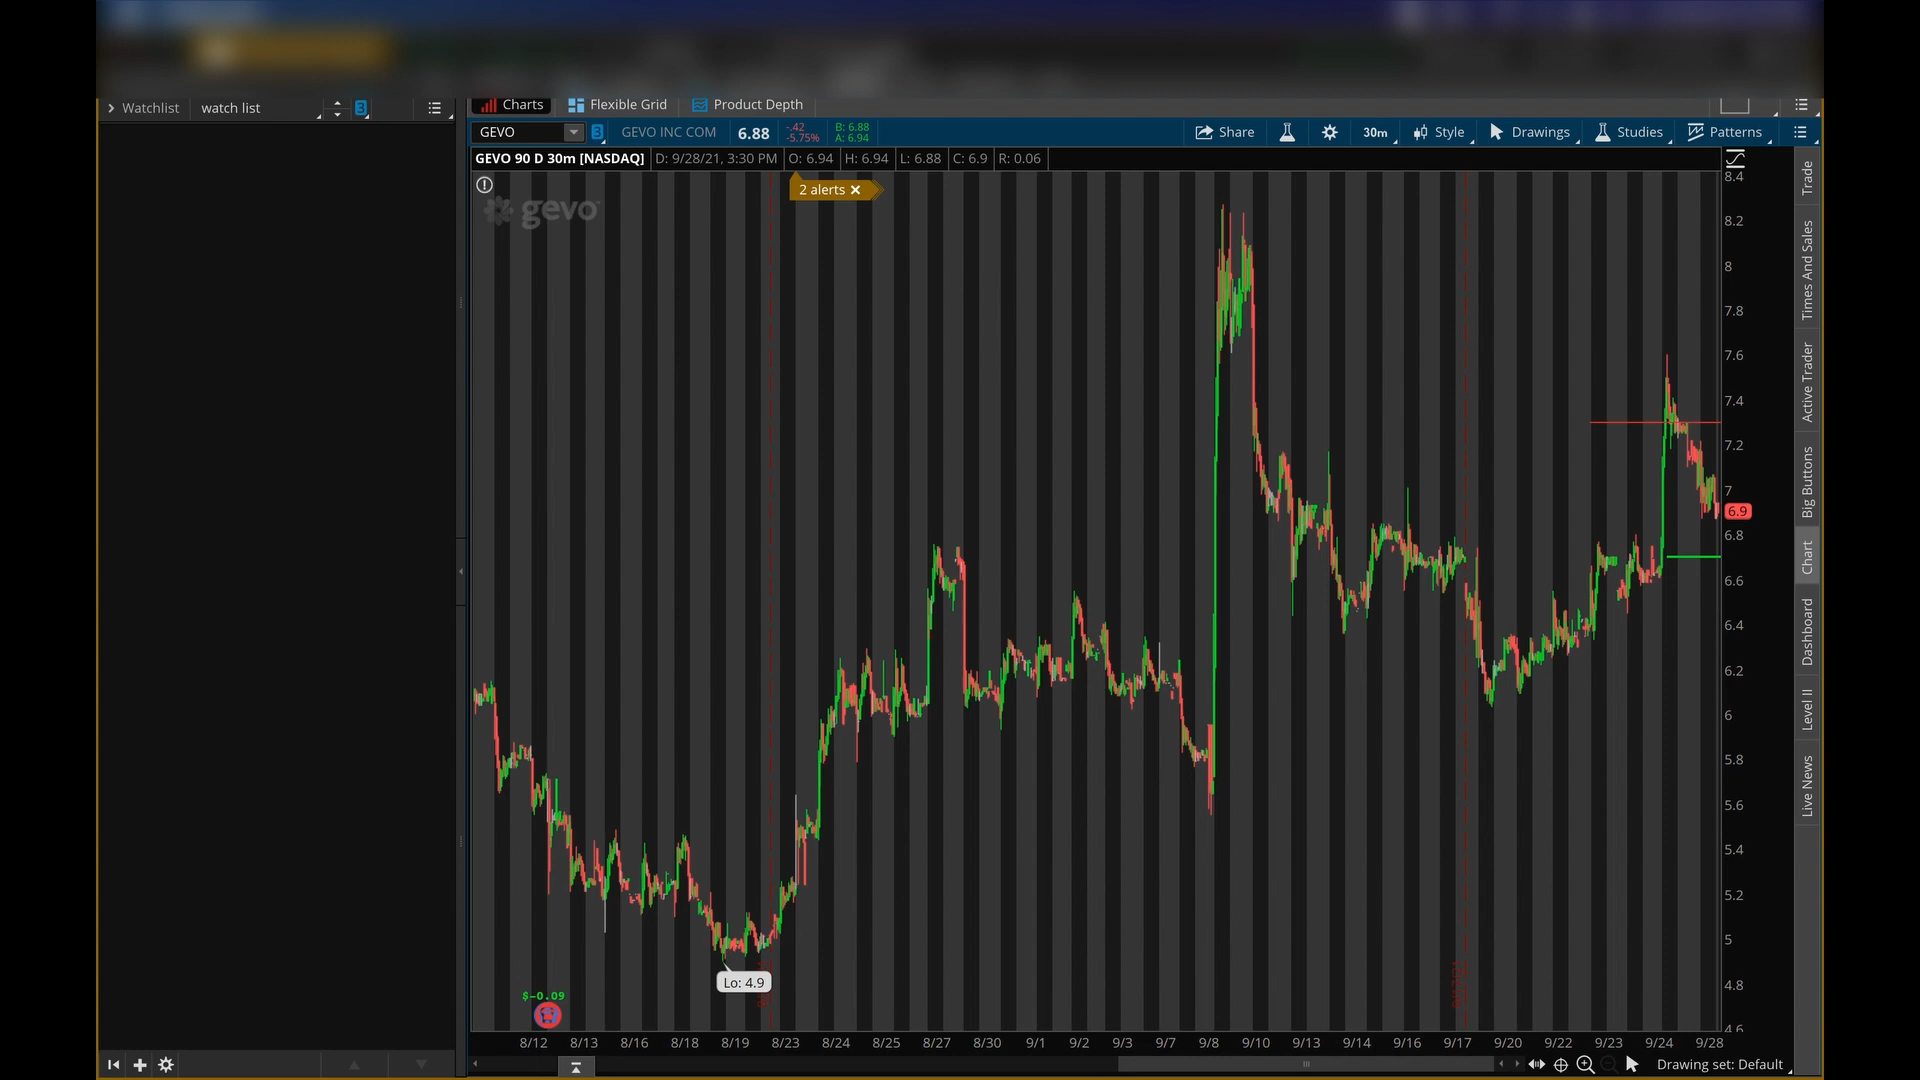 Watchlist
watch list
3
Charts
Flexible Grid
Product Depth
GEVO
3
GEVO INC COM
6.88
-.42
-5.75%
B: 6.88
A: 6.94
Share
30m
Style
Drawings
Studies
Patterns
GEVO 90 D 30m [NASDAQ]
D: 9/28/21, 3:30 PM
O: 6.94
H: 6.94
L: 6.88
C: 6.9
R: 0.06
2 alerts
gevo
8.4
8.2
8
7.8
7.6
7.4
7.2
7
6.9
6.8
6.6
6.4
6.2
6
5.8
5.6
5.4
5.2
5
4.8
4.6
Lo: 4.9
$-0.09
8/12
8/13
8/16
8/18
8/19
8/23
8/24
8/25
8/27
8/30
9/1
9/2
9/3
9/7
9/8
9/10
9/13
9/14
9/16
9/17
9/20
9/22
9/23
9/24
9/28
Drawing set: Default
Trade
Times And Sales
Active Trader
Big Buttons
Chart
Dashboard
Level II
Live News